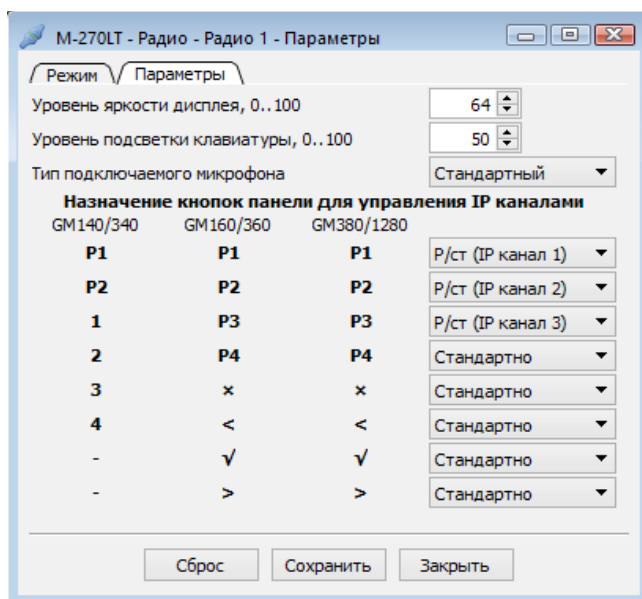 M-270LT - Радио - Радио 1 - Параметры
Режим Параметры
Уровень яркости дисплея, 0..100 64
Уровень подсветки клавиатуры, 0..100 50
Тип подключаемого микрофона Стандартный
Назначение кнопок панели для управления IP каналами
GM140/340 GM160/360 GM380/1280
P1 P1 P1 Р/ст (IP канал 1)
P2 P2 P2 Р/ст (IP канал 2)
1 P3 P3 Р/ст (IP канал 3)
2 P4 P4 Стандартно
3 × × Стандартно
4 < < Стандартно
- √ √ Стандартно
- > > Стандартно
Сброс Сохранить Закрыть